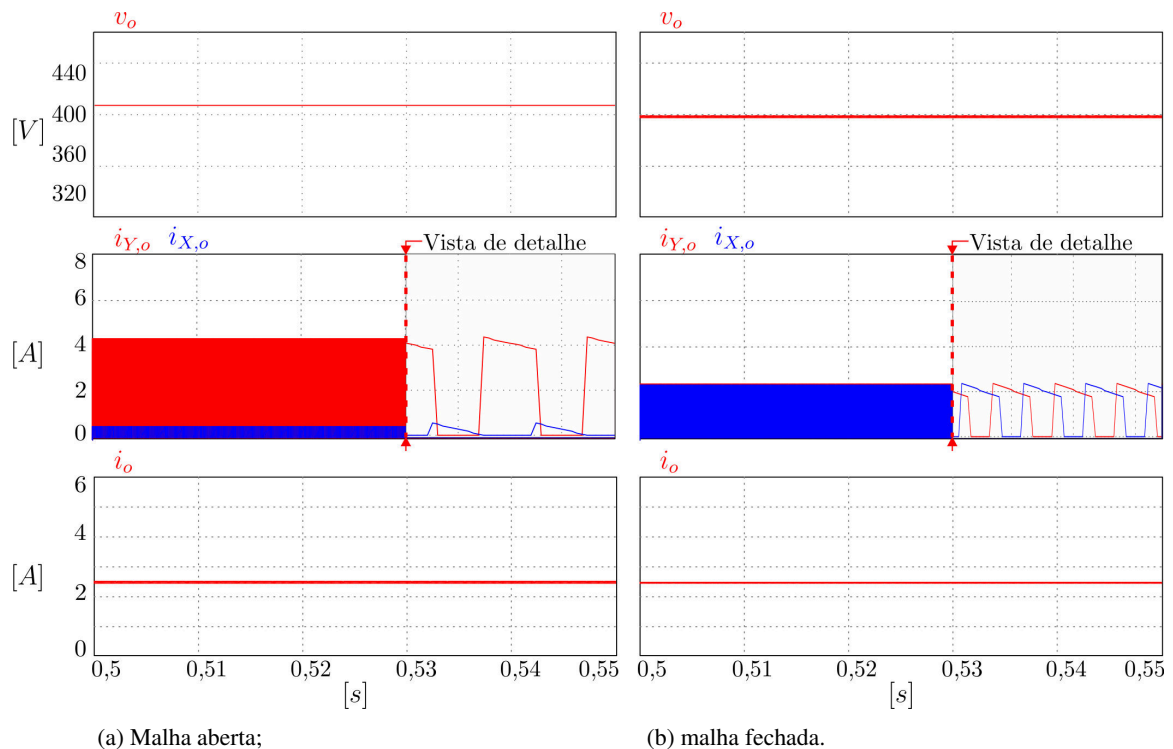 v_o v_o
440
400
[V]
360
320
i_{Y,o} i_{X,o} Vista de detalhe i_{Y,o} i_{X,o} Vista de detalhe
8
6
[A]
4
2
0
i_o i_o
6
4
[A]
2
0
0,5 0,51 0,52 0,53 0,54 0,55 0,5 0,51 0,52 0,53 0,54 0,55
[s] [s]
(a) Malha aberta; (b) malha fechada.